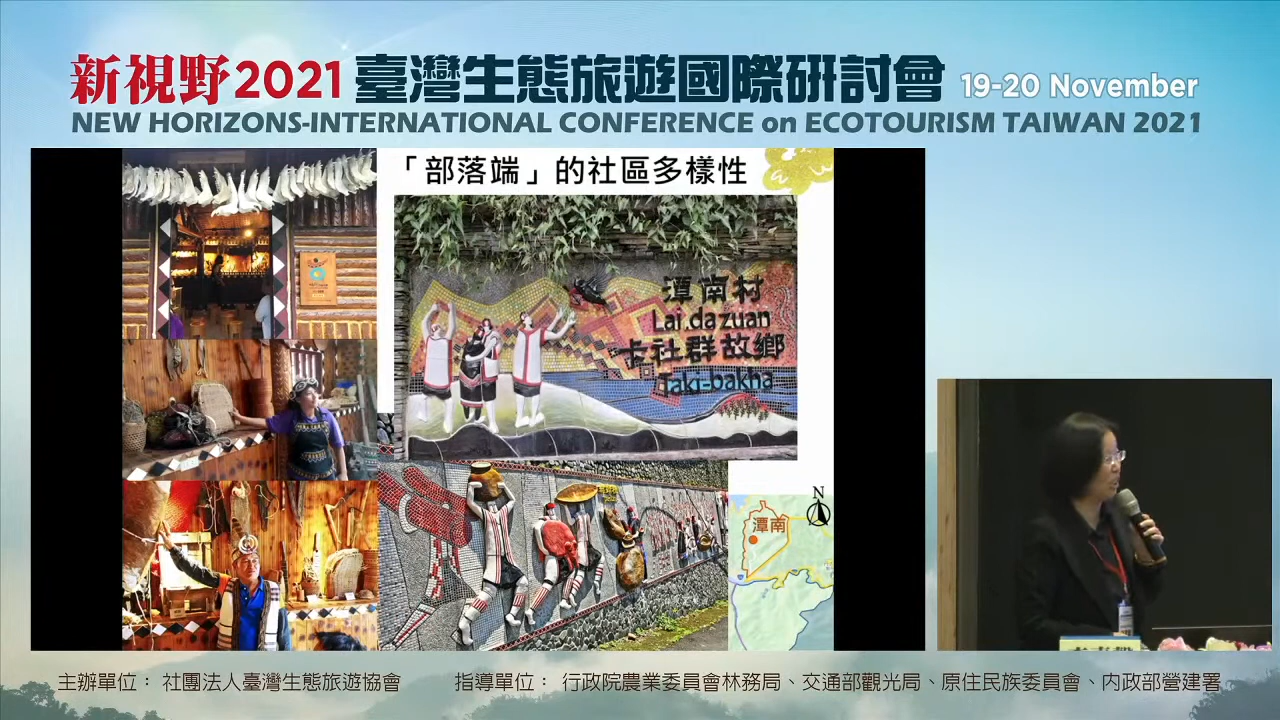 新視野2021臺灣生態旅遊國際研討會 19-20 November
NEW HORIZONS-INTERNATIONAL CONFERENCE on ECOTOURISM TAIWAN 2021
「部落端」的社區多樣性
潭南村
Lai da zuan
卡社群故鄉
Taki-bakha
N
潭南
主辦單位： 社團法人臺灣生態旅遊協會
指導單位： 行政院農業委員會林務局、交通部觀光局、原住民族委員會、内政部營建署